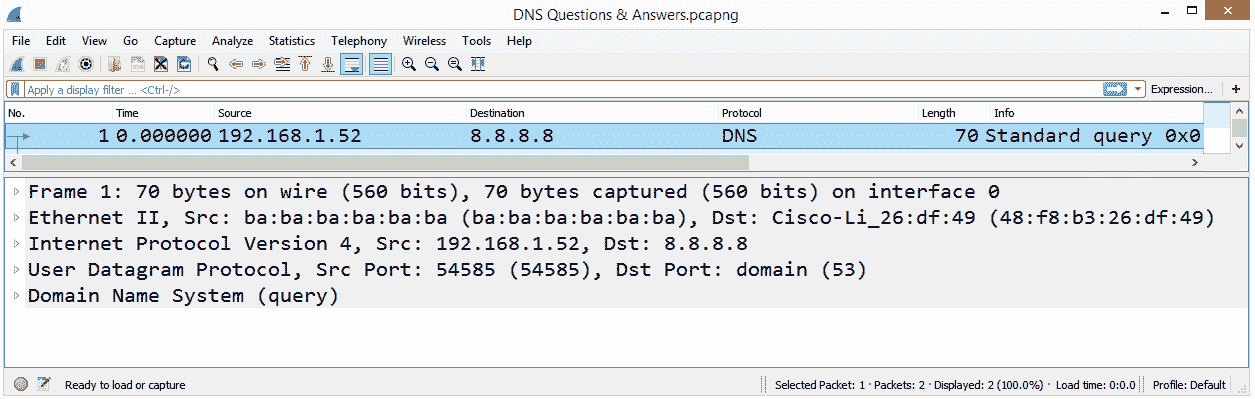 DNS Questions & Answers.pcapng
File Edit View Go Capture Analyze Statistics Telephony Wireless Tools Help
Apply a display filter ... <Ctrl-/> Expression... +
No. Time Source Destination Protocol Length Info
1 0.000000 192.168.1.52 8.8.8.8 DNS 70 Standard query 0x0
Frame 1: 70 bytes on wire (560 bits), 70 bytes captured (560 bits) on interface 0
Ethernet II, Src: ba:ba:ba:ba:ba:ba (ba:ba:ba:ba:ba:ba), Dst: Cisco-Li_26:df:49 (48:f8:b3:26:df:49)
Internet Protocol Version 4, Src: 192.168.1.52, Dst: 8.8.8.8
User Datagram Protocol, Src Port: 54585 (54585), Dst Port: domain (53)
Domain Name System (query)
Ready to load or capture Selected Packet: 1 · Packets: 2 · Displayed: 2 (100.0%) · Load time: 0:0.0 Profile: Default